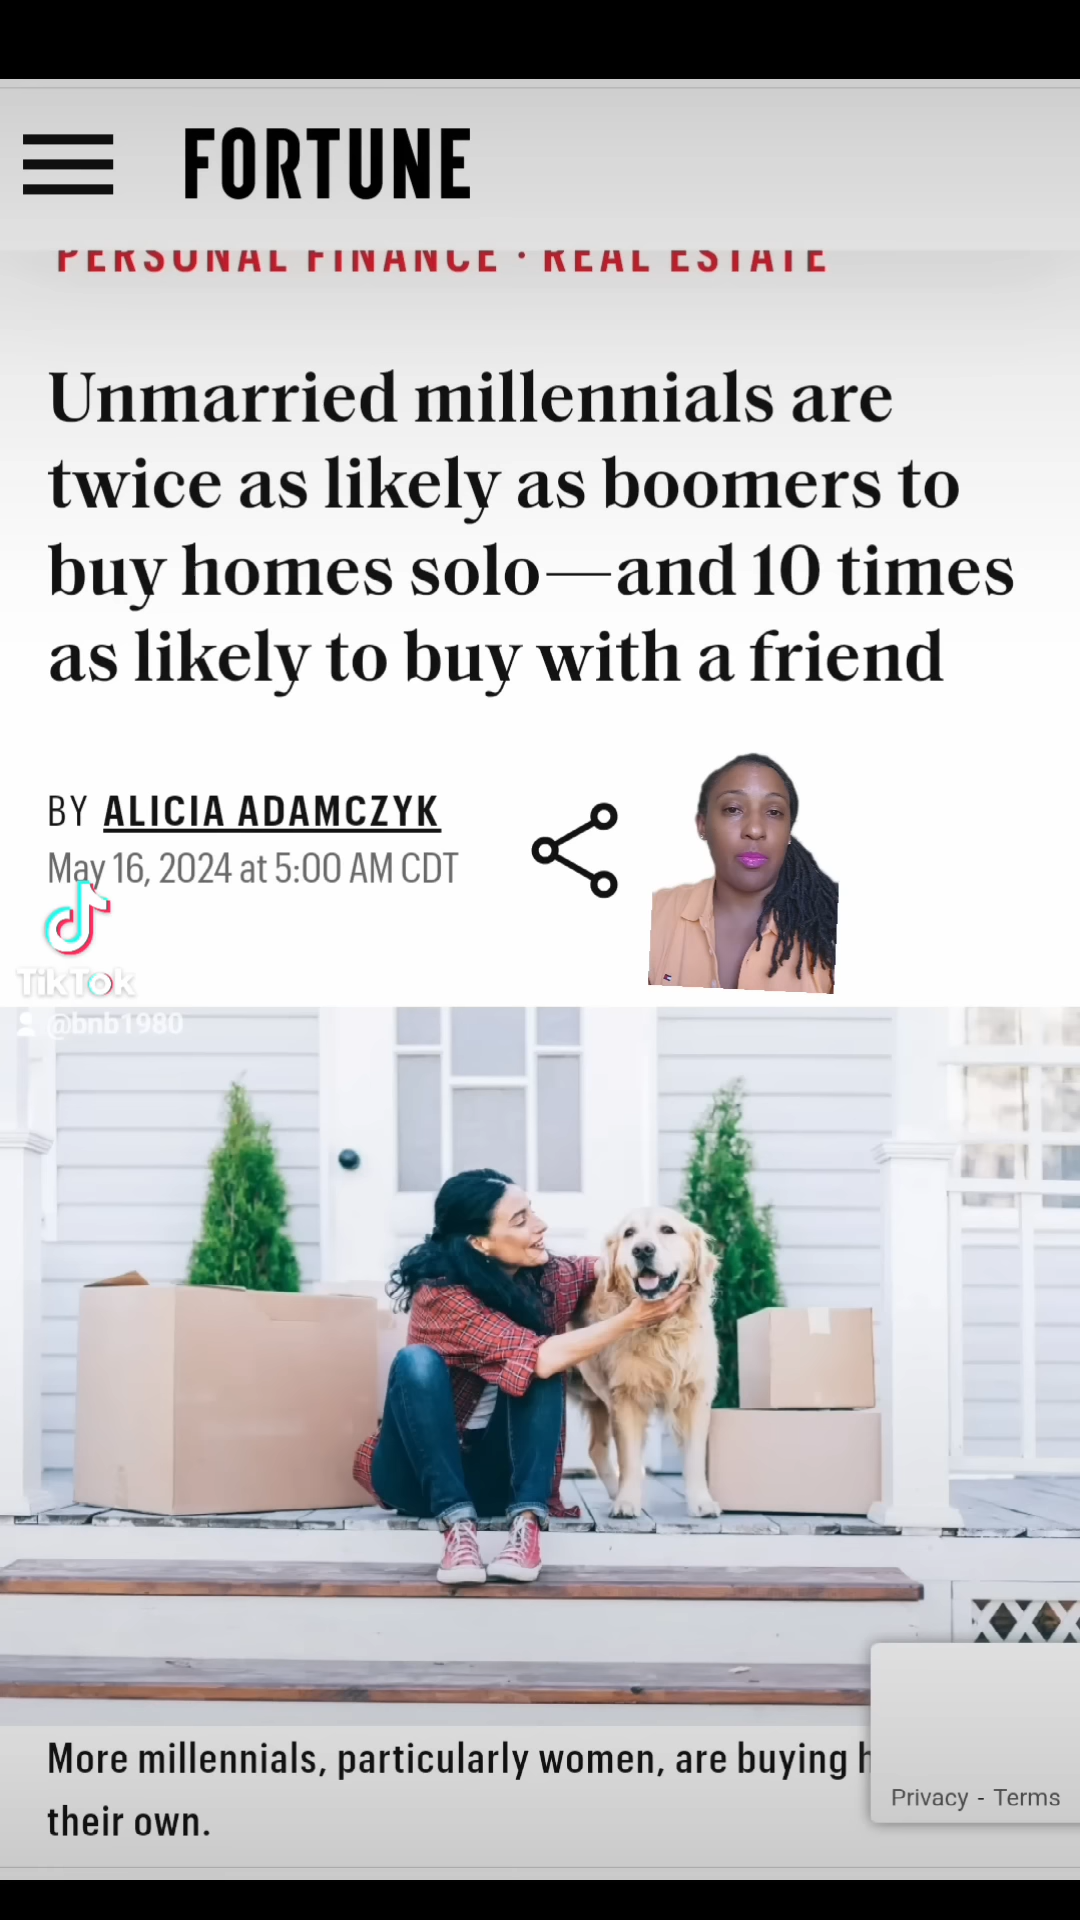 FORTUNE
PERSONAL FINANCE · REAL ESTATE
Unmarried millennials are
twice as likely as boomers to
buy homes solo—and 10 times
as likely to buy with a friend
BY ALICIA ADAMCZYK
May 16, 2024 at 5:00 AM CDT
TikTok
@bnb1980
More millennials, particularly women, are buying
their own.
Privacy - Terms